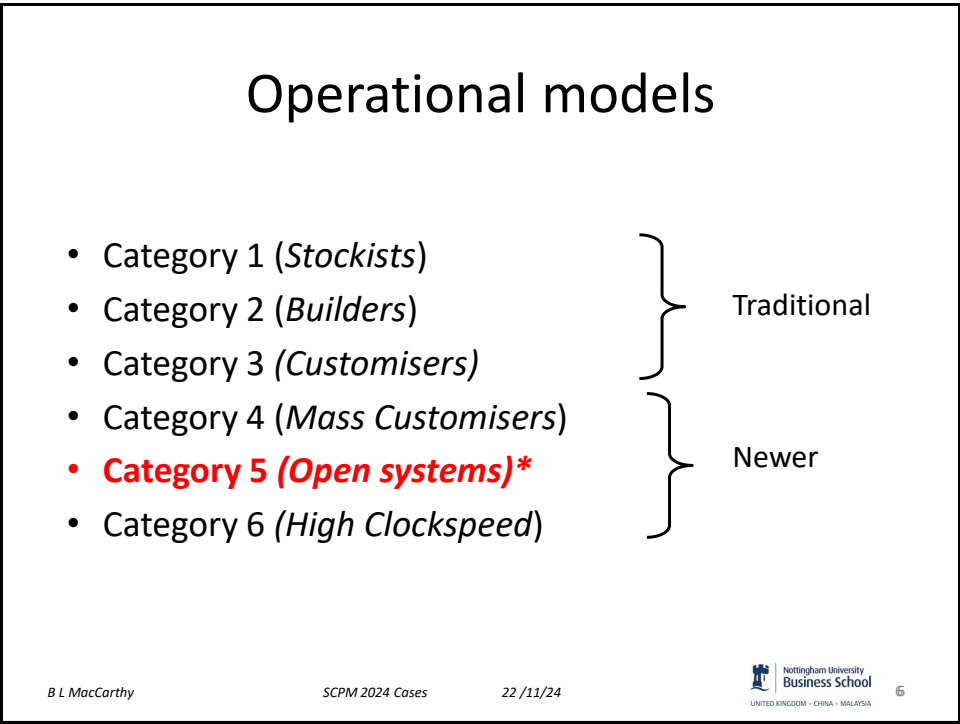 Operational models
• Category 1 (Stockists)
• Category 2 (Builders)
• Category 3 (Customisers)
Traditional
• Category 4 (Mass Customisers)
• Category 5 (Open systems)*
Newer
• Category 6 (High Clockspeed)
B L MacCarthy
SCPM 2024 Cases
22 /11/24
Nottingham University
Business School
UNITED KINGDOM · CHINA · MALAYSIA
6